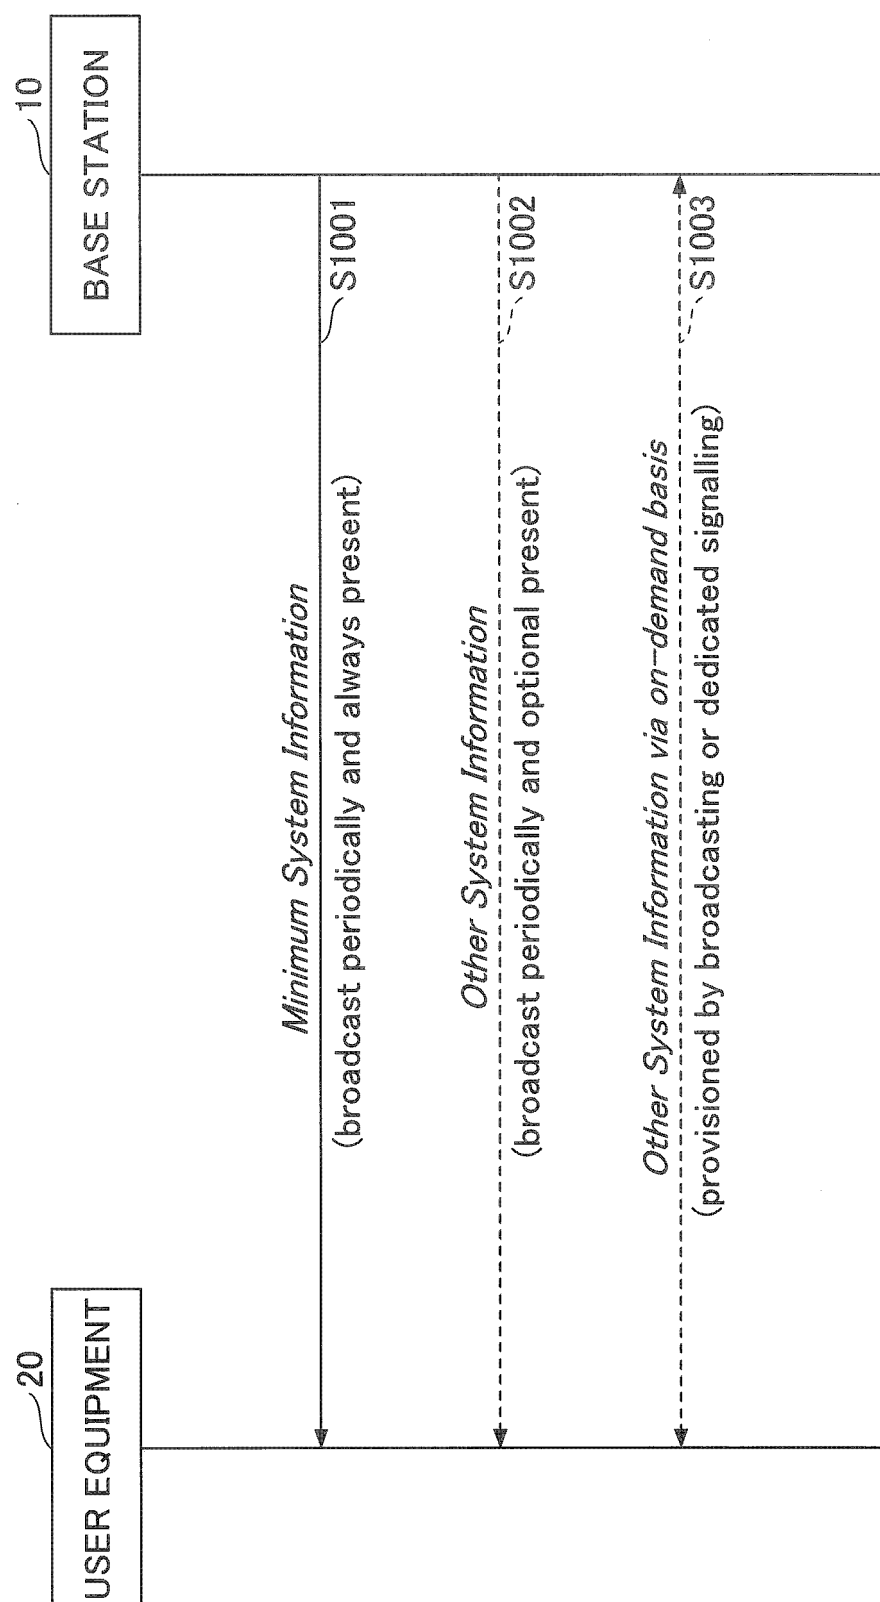 20
USER EQUIPMENT
10
BASE STATION
Minimum System Information
S1001
(broadcast periodically and always present)
Other System Information
S1002
(broadcast periodically and optional present)
Other System Information via on-demand basis
S1003
(provisioned by broadcasting or dedicated signalling)